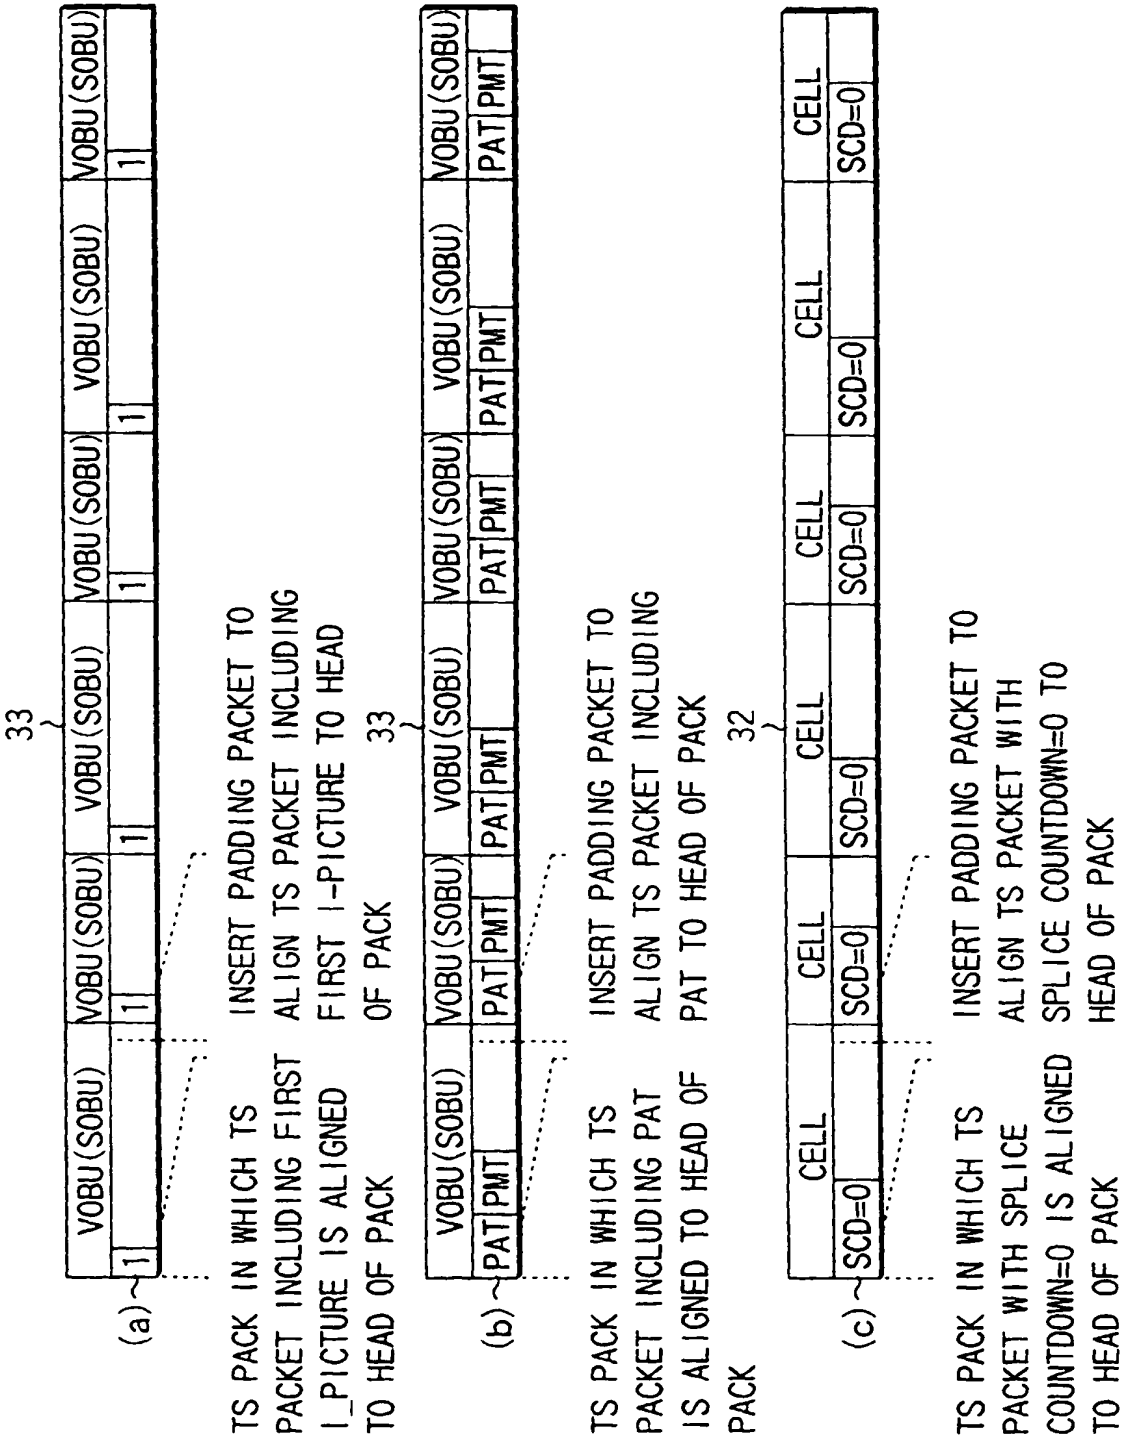 33
VOBU(SOBU) VOBU(SOBU) VOBU(SOBU) VOBU(SOBU) VOBU(SOBU) VOBU(SOBU)
(a) 1 1 1 1 1 1
TS PACK IN WHICH TS
PACKET INCLUDING FIRST
I_PICTURE IS ALIGNED
TO HEAD OF PACK
INSERT PADDING PACKET TO
ALIGN TS PACKET INCLUDING
FIRST I-PICTURE TO HEAD
OF PACK
33
VOBU(SOBU) VOBU(SOBU) VOBU(SOBU) VOBU(SOBU) VOBU(SOBU) VOBU(SOBU)
(b) PAT PMT PAT PMT PAT PMT PAT PMT PAT PMT PAT PMT
TS PACK IN WHICH TS
PACKET INCLUDING PAT
IS ALIGNED TO HEAD OF
PACK
INSERT PADDING PACKET TO
ALIGN TS PACKET INCLUDING
PAT TO HEAD OF PACK
32
CELL CELL CELL CELL CELL CELL
(c) SCD=0 SCD=0 SCD=0 SCD=0 SCD=0 SCD=0
TS PACK IN WHICH TS
PACKET WITH SPLICE
COUNTDOWN=0 IS ALIGNED
TO HEAD OF PACK
INSERT PADDING PACKET TO
ALIGN TS PACKET WITH
SPLICE COUNTDOWN=0 TO
HEAD OF PACK